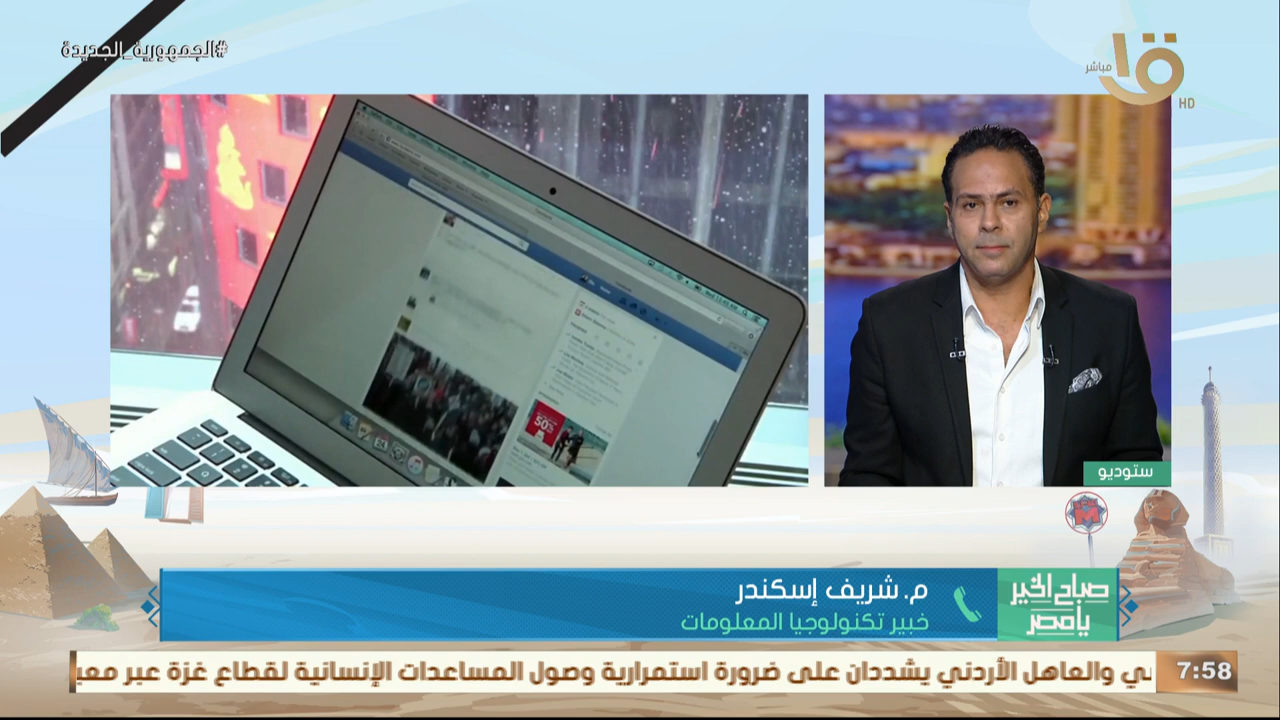 #الجمهورية_الجديدة
مباشر
HD
50%
ستوديو
صباح الخير
يا مصر
م. شريف إسكندر
خبير تكنولوجيا المعلومات
7:58
ي والعاهل الأردني يشددان على ضرورة استمرارية وصول المساعدات الإنسانية لقطاع غزة عبر معب